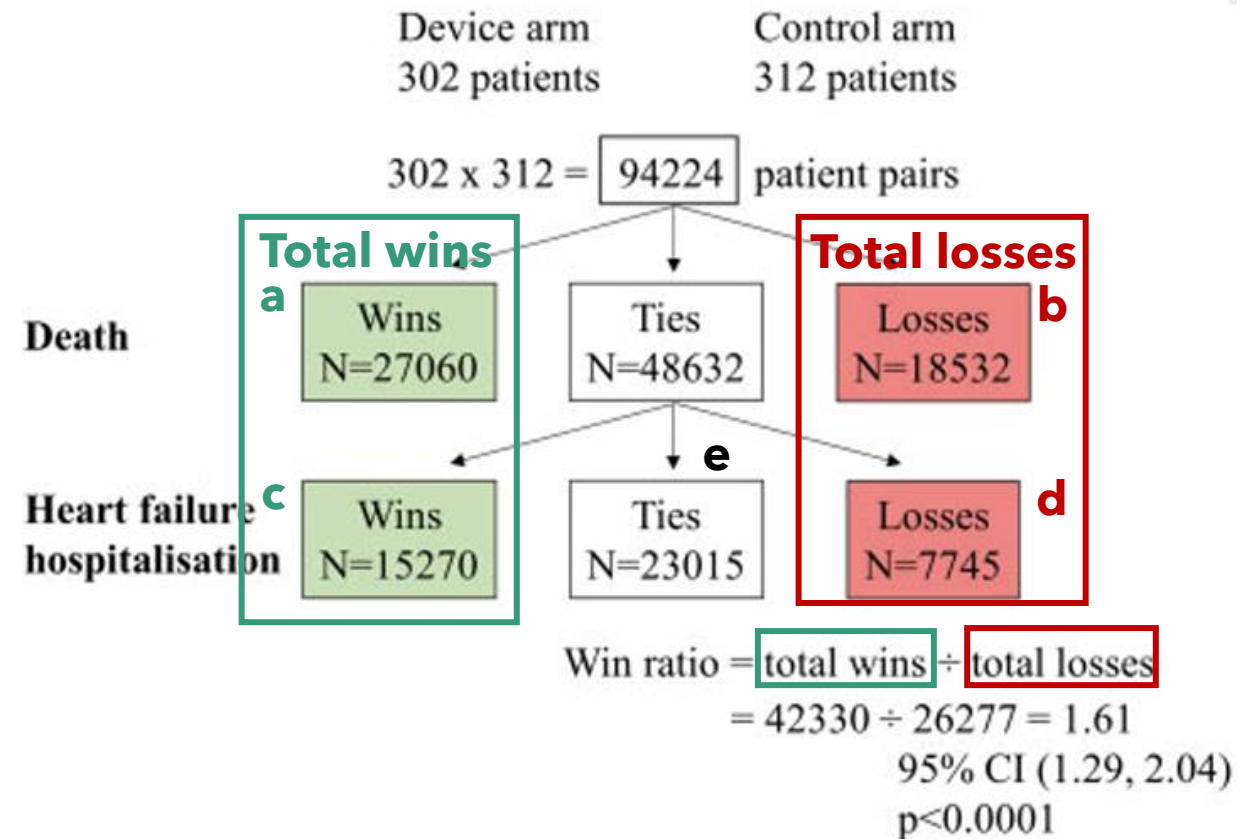 Device arm
302 patients
Control arm
312 patients
302 x 312 = 94224 patient pairs
Total wins
Total losses
a
b
Death
Wins
N=27060
Ties
N=48632
Losses
N=18532
e
c
d
Heart failure
hospitalisation
Wins
N=15270
Ties
N=23015
Losses
N=7745
Win ratio = total wins ÷ total losses
= 42330 ÷ 26277 = 1.61
95% CI (1.29, 2.04)
p<0.0001